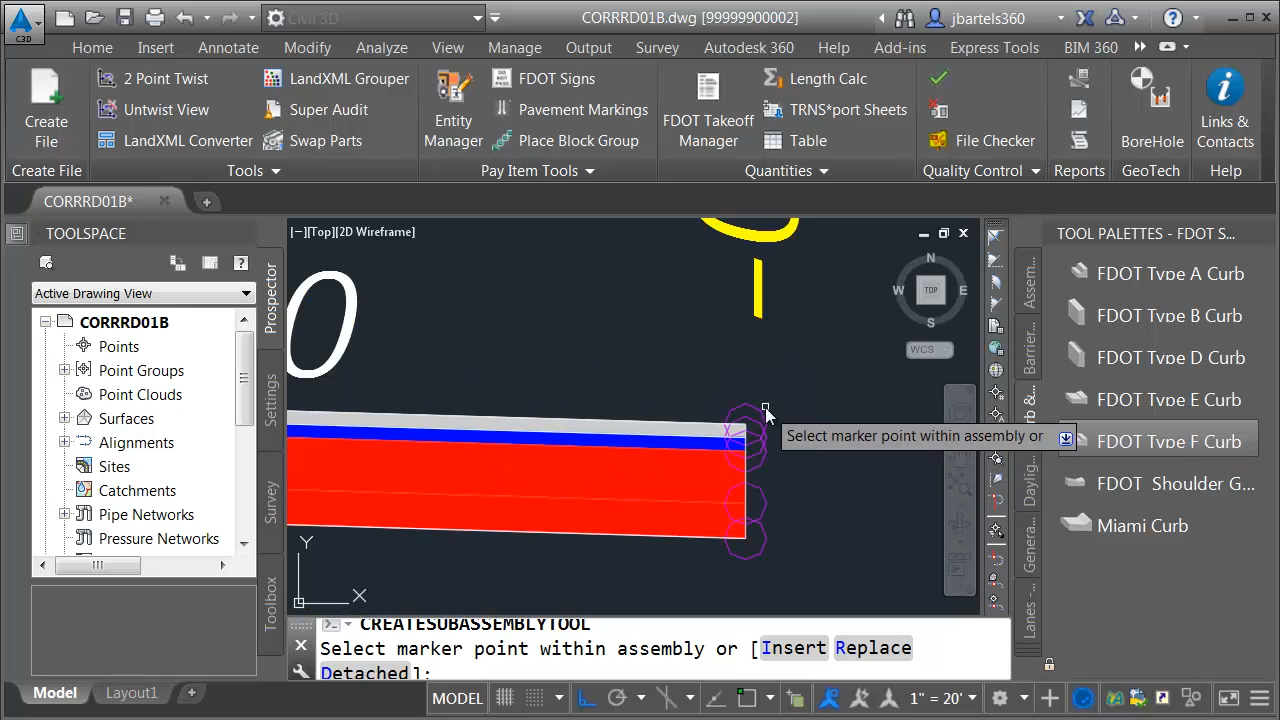 C3D
Civil 3D
CORRRD01B.dwg [99999900002]
jbartels360
Home Insert Annotate Modify Analyze View Manage Output Survey Autodesk 360 Help Add-ins Express Tools BIM 360
Create File
2 Point Twist
Untwist View
LandXML Converter
LandXML Grouper
Super Audit
Swap Parts
Entity Manager
DO NOT PASS
FDOT Signs
Pavement Markings
Place Block Group
FDOT Takeoff Manager
Length Calc
TRNS*port Sheets
Table
File Checker
BoreHole
Links & Contacts
Create File Tools Pay Item Tools Quantities Quality Control Reports GeoTech Help
CORRRD01B*
TOOLSPACE
Active Drawing View
CORRRD01B
Points
Point Groups
Point Clouds
Surfaces
Alignments
Sites
Catchments
Pipe Networks
Pressure Networks
Prospector
Settings
Survey
Toolbox
[−][Top][2D Wireframe]
0
N
W TOP E
S
WCS
Select marker point within assembly or
Y
X
Assem...
Barrier...
Daylig...
Genera...
Lanes -...
TOOL PALETTES - FDOT S...
FDOT Type A Curb
FDOT Type B Curb
FDOT Type D Curb
FDOT Type E Curb
FDOT Type F Curb
FDOT Shoulder G...
Miami Curb
CREATESUBASSEMBLYTOOL
Select marker point within assembly or [Insert Replace
Detached]:
Model Layout1
MODEL
1" = 20'